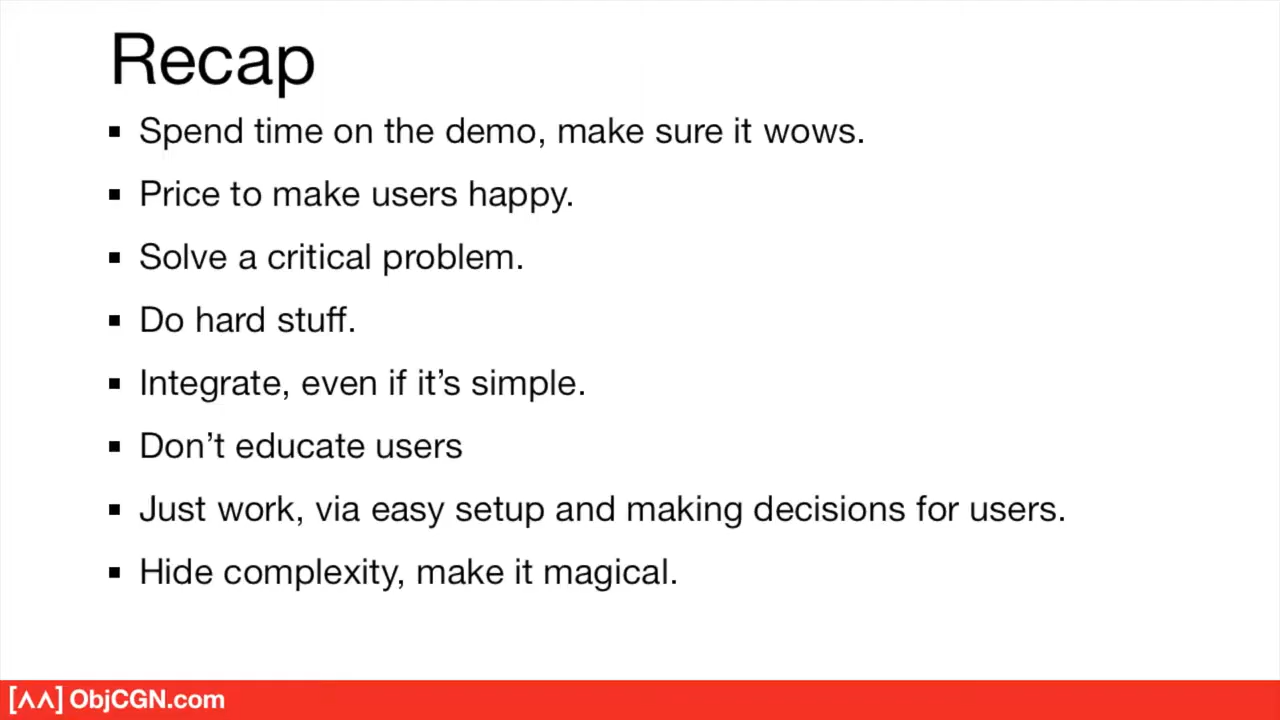 Recap
▪ Spend time on the demo, make sure it wows.
▪ Price to make users happy.
▪ Solve a critical problem.
▪ Do hard stuff.
▪ Integrate, even if it’s simple.
▪ Don’t educate users
▪ Just work, via easy setup and making decisions for users.
▪ Hide complexity, make it magical.
[ʌʌ] ObjCGN.com